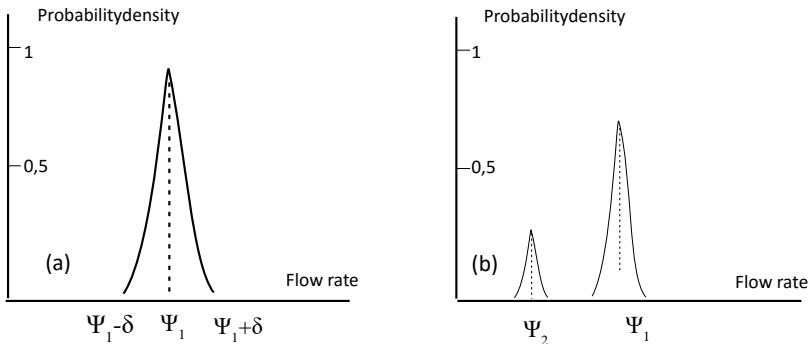 Probabilitydensity
1
0,5
(a)
Flow rate
Ψ1-δ Ψ1 Ψ1+δ
Probabilitydensity
1
0,5
(b)
Flow rate
Ψ2 Ψ1